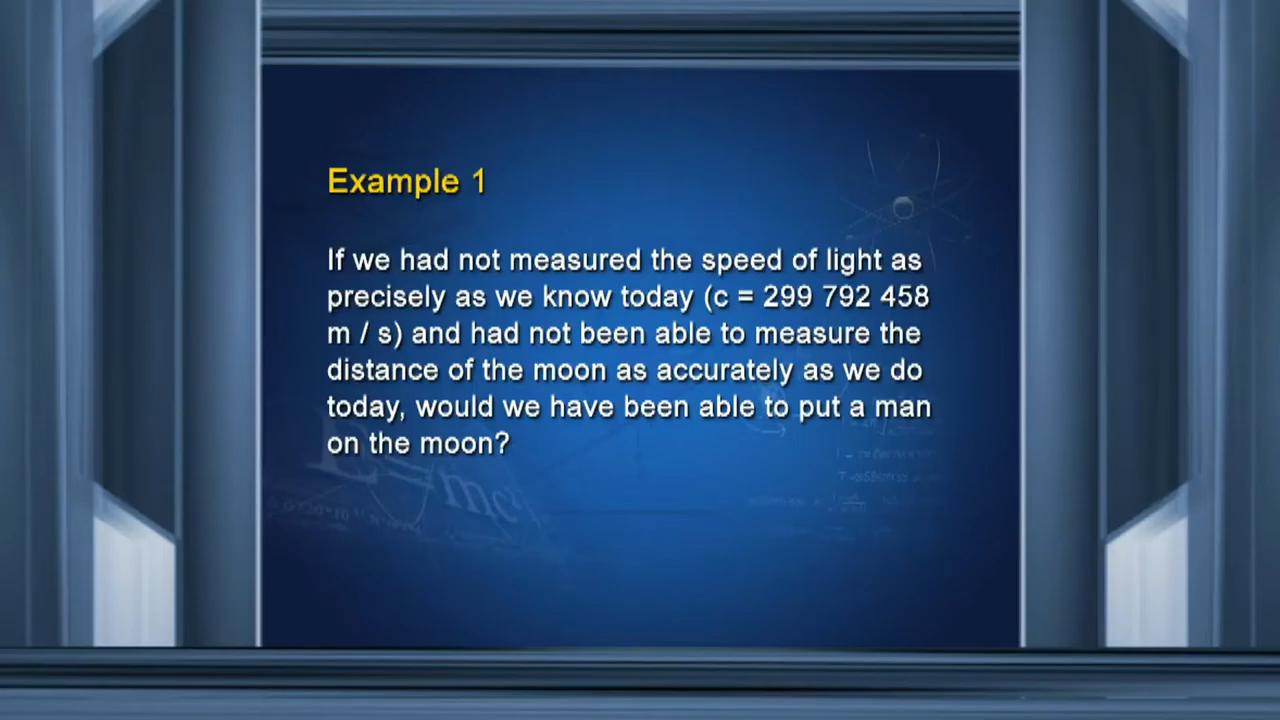 Example 1
If we had not measured the speed of light as
precisely as we know today (c = 299 792 458
m / s) and had not been able to measure the
distance of the moon as accurately as we do
today, would we have been able to put a man
on the moon?